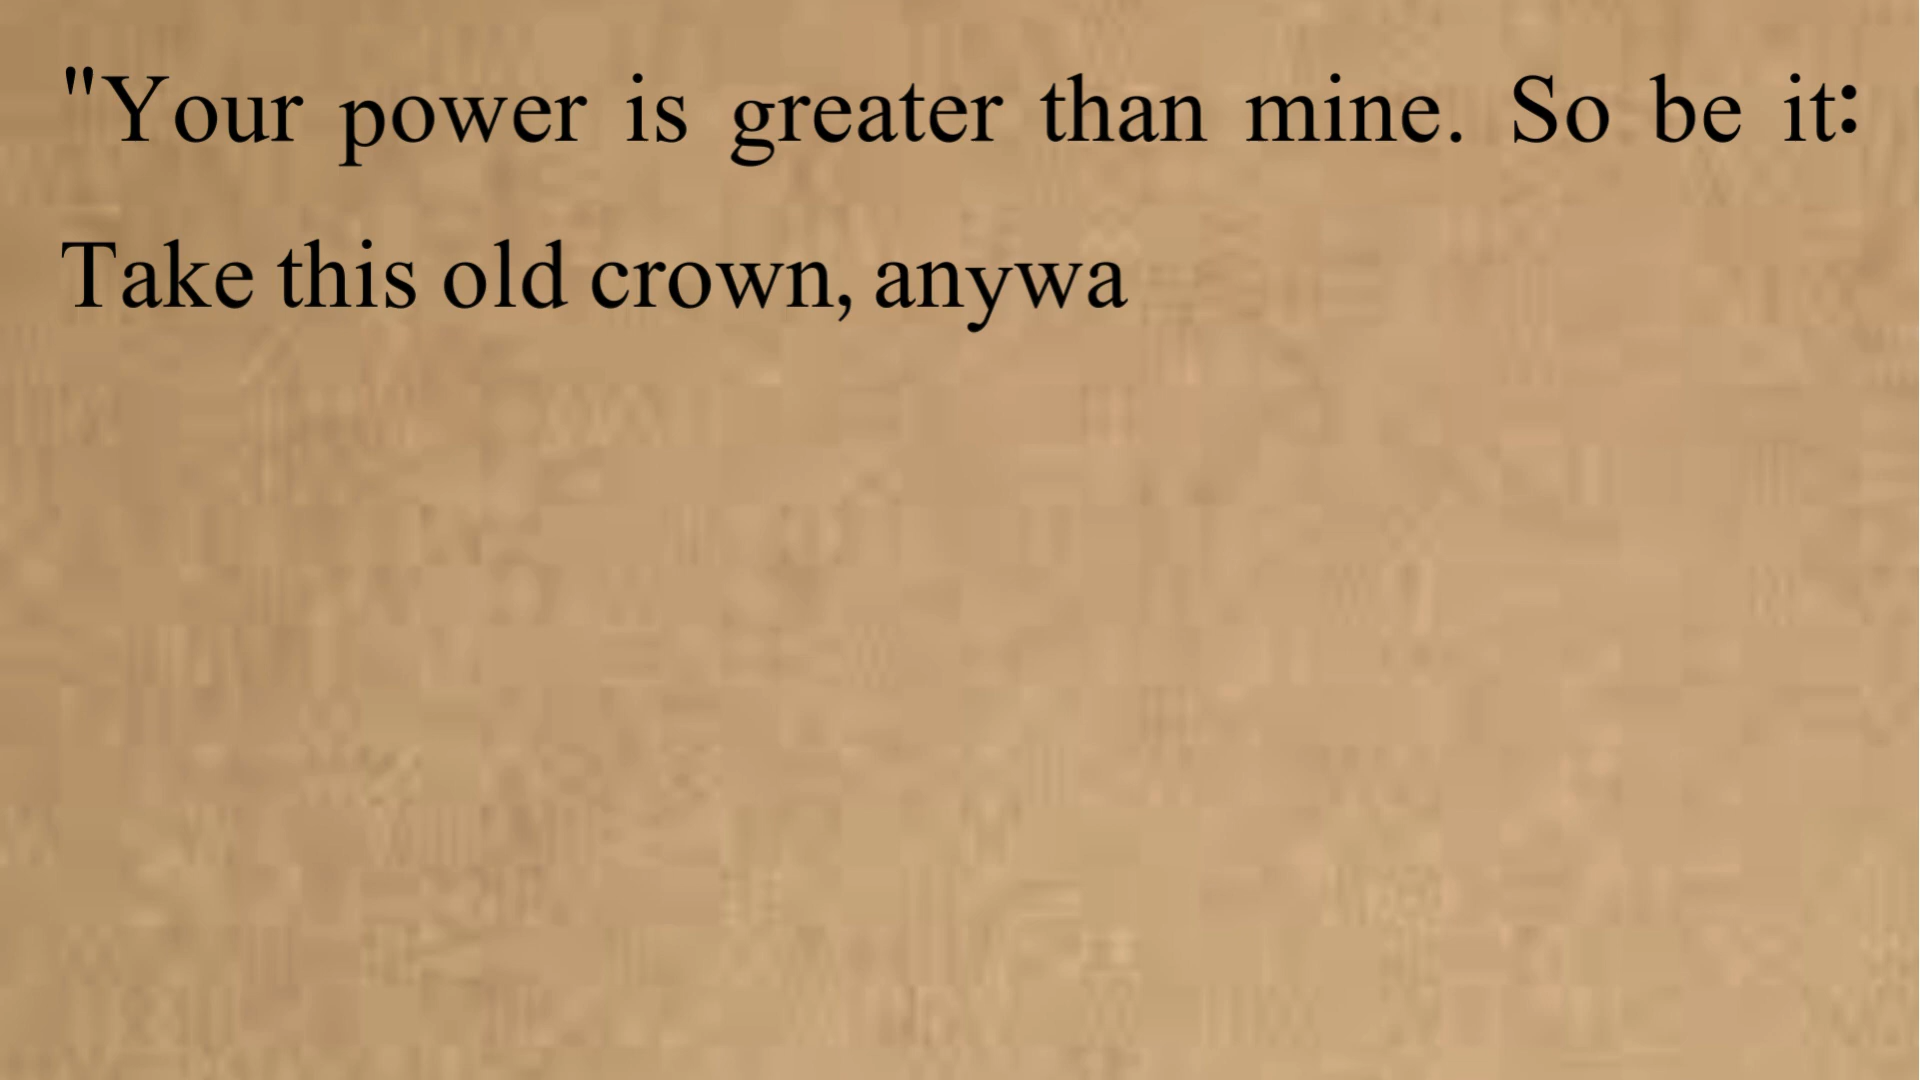 "Your power is greater than mine. So be it:
Take this old crown, anywa